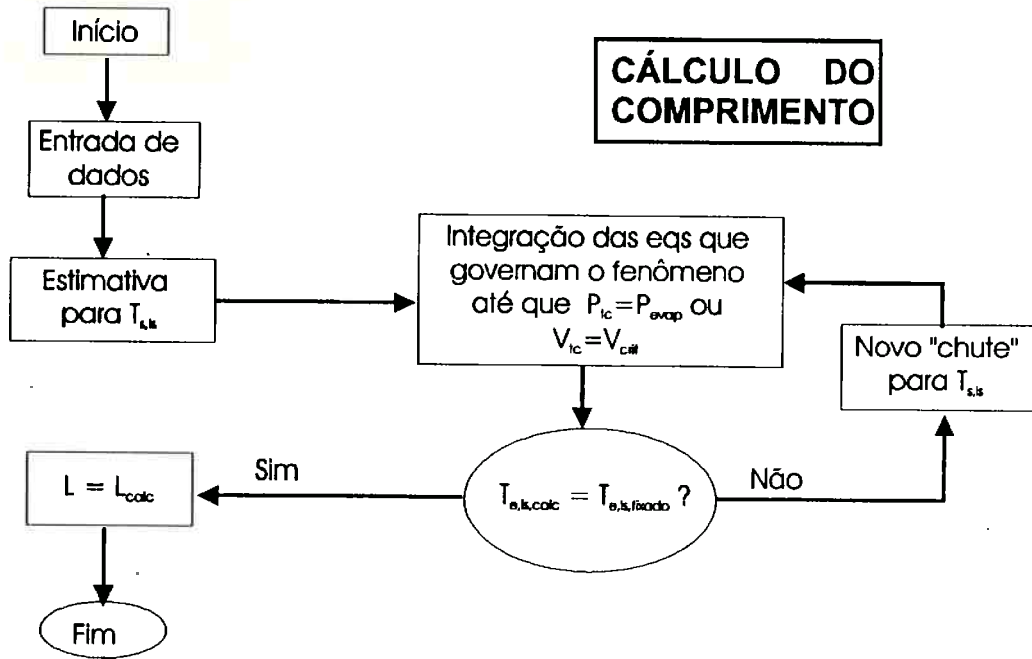 Início
CÁLCULO DO
COMPRIMENTO
Entrada de
dados
Estimativa
para T_s,ls
Integração das eqs que
governam o fenômeno
até que P_tc=P_evap ou
V_tc=V_crit
Novo "chute"
para T_s,ls
T_e,ls,calc = T_e,ls,fixado ?
Não
Sim
L = L_calc
Fim